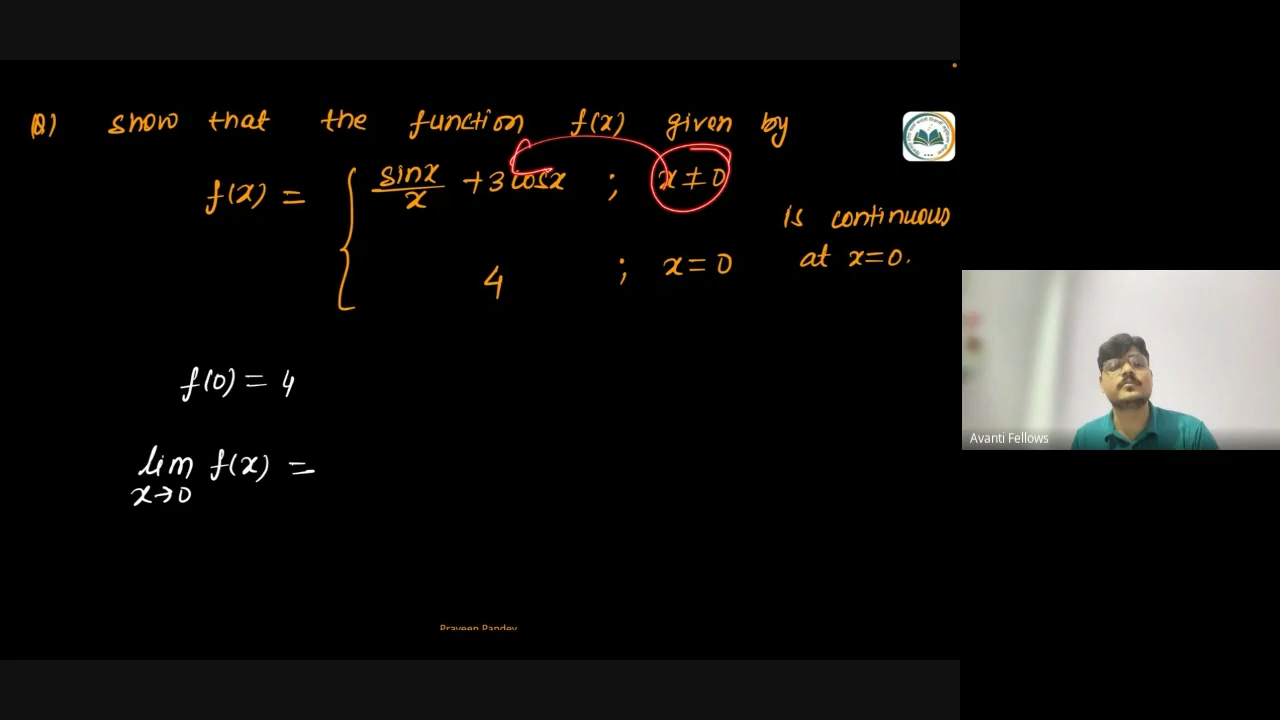 Q) show that the function f(x) given by
f(x) = { sinx/x + 3 cosx ; x ≠ 0
4 ; x = 0
is continuous
at x=0.
f(0) = 4
lim x→0 f(x) =
Avanti Fellows
Praveen Pandey